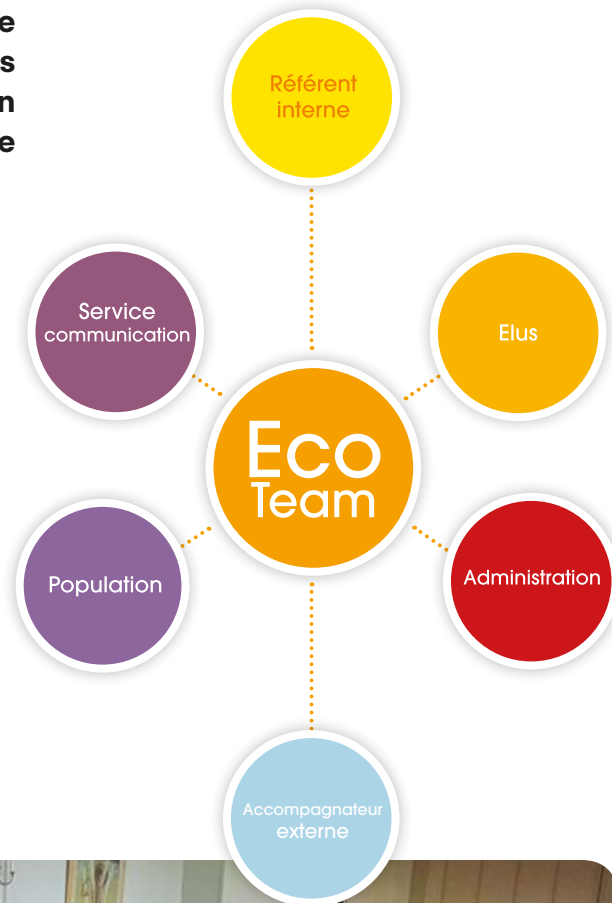 e
s
n
e
Référent
interne
Service
communication
Elus
Eco
Team
Population
Administration
Accompagnateur
externe